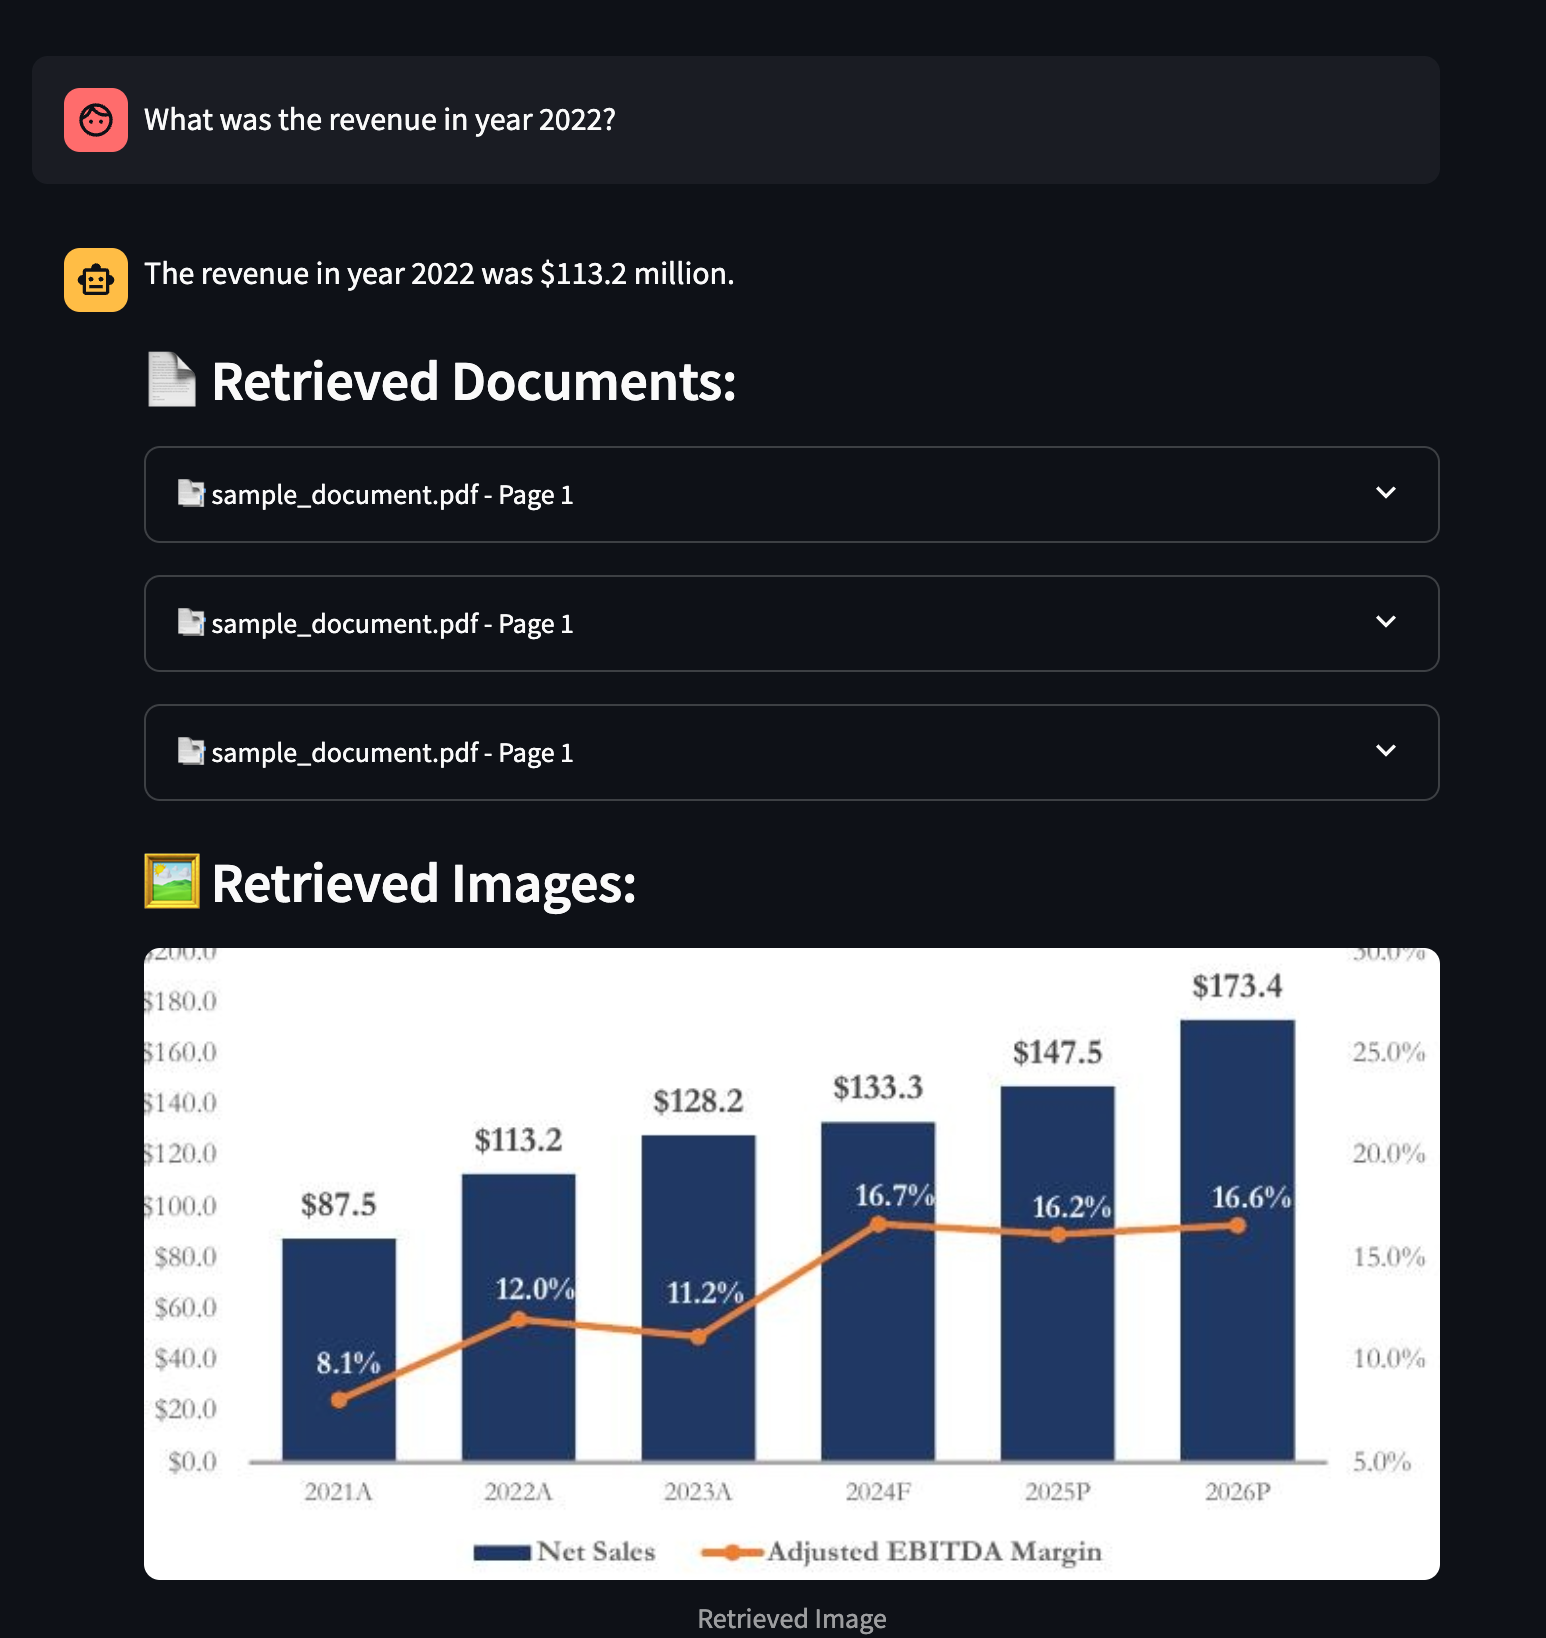 What was the revenue in year 2022?
The revenue in year 2022 was $113.2 million.
Retrieved Documents:
sample_document.pdf - Page 1
sample_document.pdf - Page 1
sample_document.pdf - Page 1
Retrieved Images:
$200.0 30.0%
$180.0 $173.4
$160.0 $147.5 25.0%
$140.0 $128.2 $133.3
$120.0 $113.2 20.0%
$100.0 $87.5 16.7% 16.2% 16.6%
$80.0 15.0%
$60.0 12.0% 11.2%
$40.0 8.1% 10.0%
$20.0
$0.0 5.0%
2021A 2022A 2023A 2024F 2025P 2026P
Net Sales Adjusted EBITDA Margin
Retrieved Image